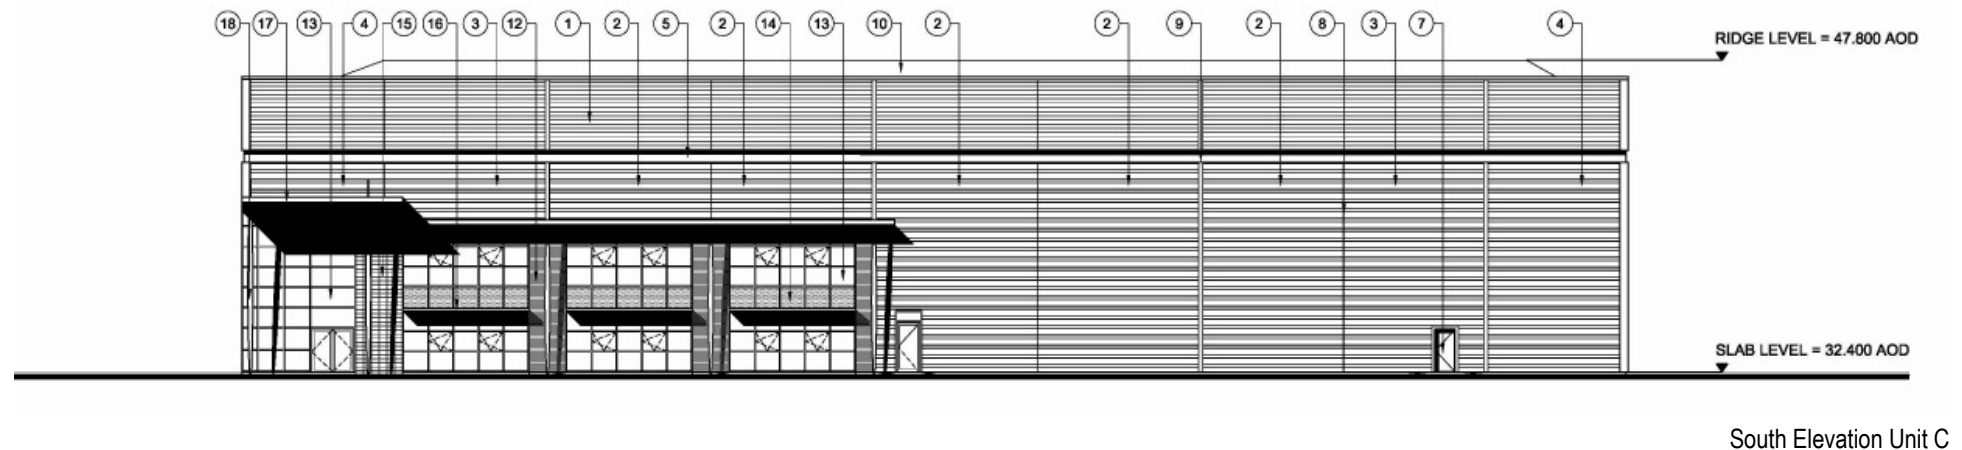 18 17 13 4 15 16 3 12 1 2 5 2 14 13 10 2 2 9 2 8 3 7 4
RIDGE LEVEL = 47.800 AOD
SLAB LEVEL = 32.400 AOD
South Elevation Unit C